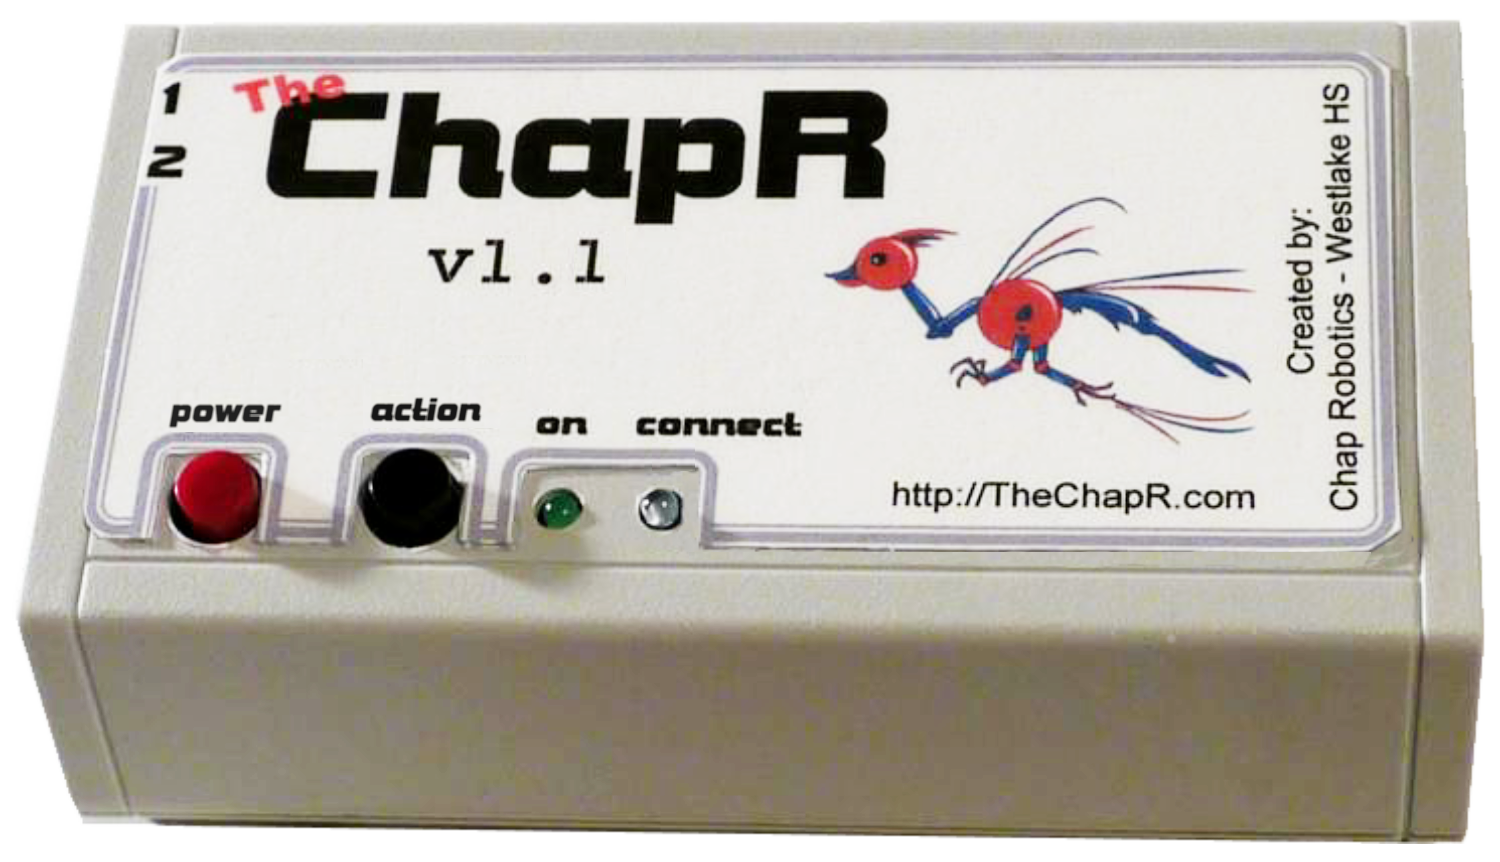 1
2
The
ChapR
v1.1
power
action
on
connect
http://TheChapR.com
Created by:
Chap Robotics - Westlake HS